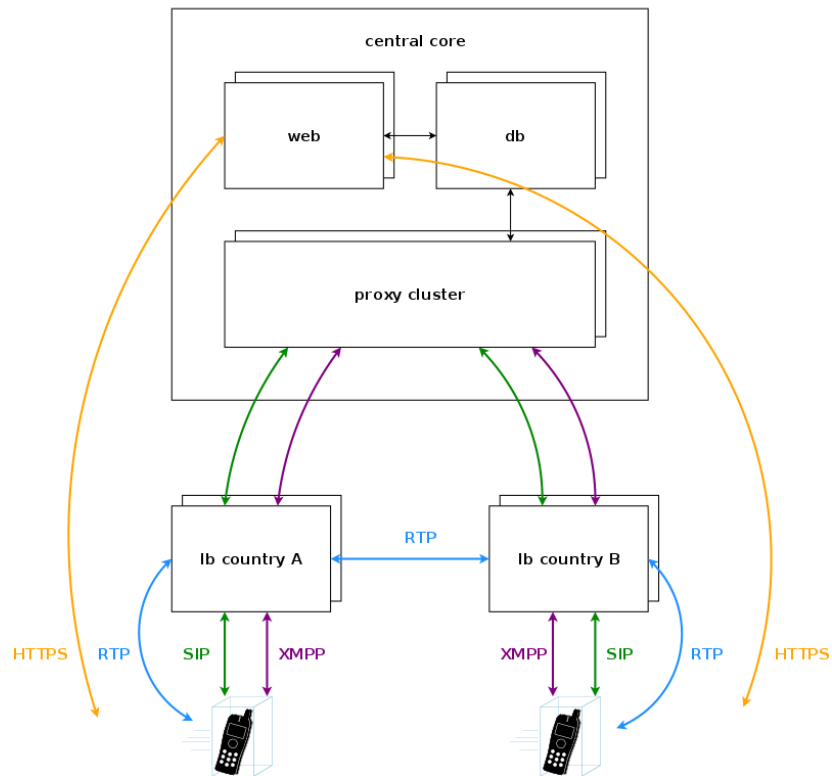 central core
web
db
proxy cluster
lb country A
RTP
lb country B
HTTPS
RTP
SIP
XMPP
XMPP
SIP
RTP
HTTPS